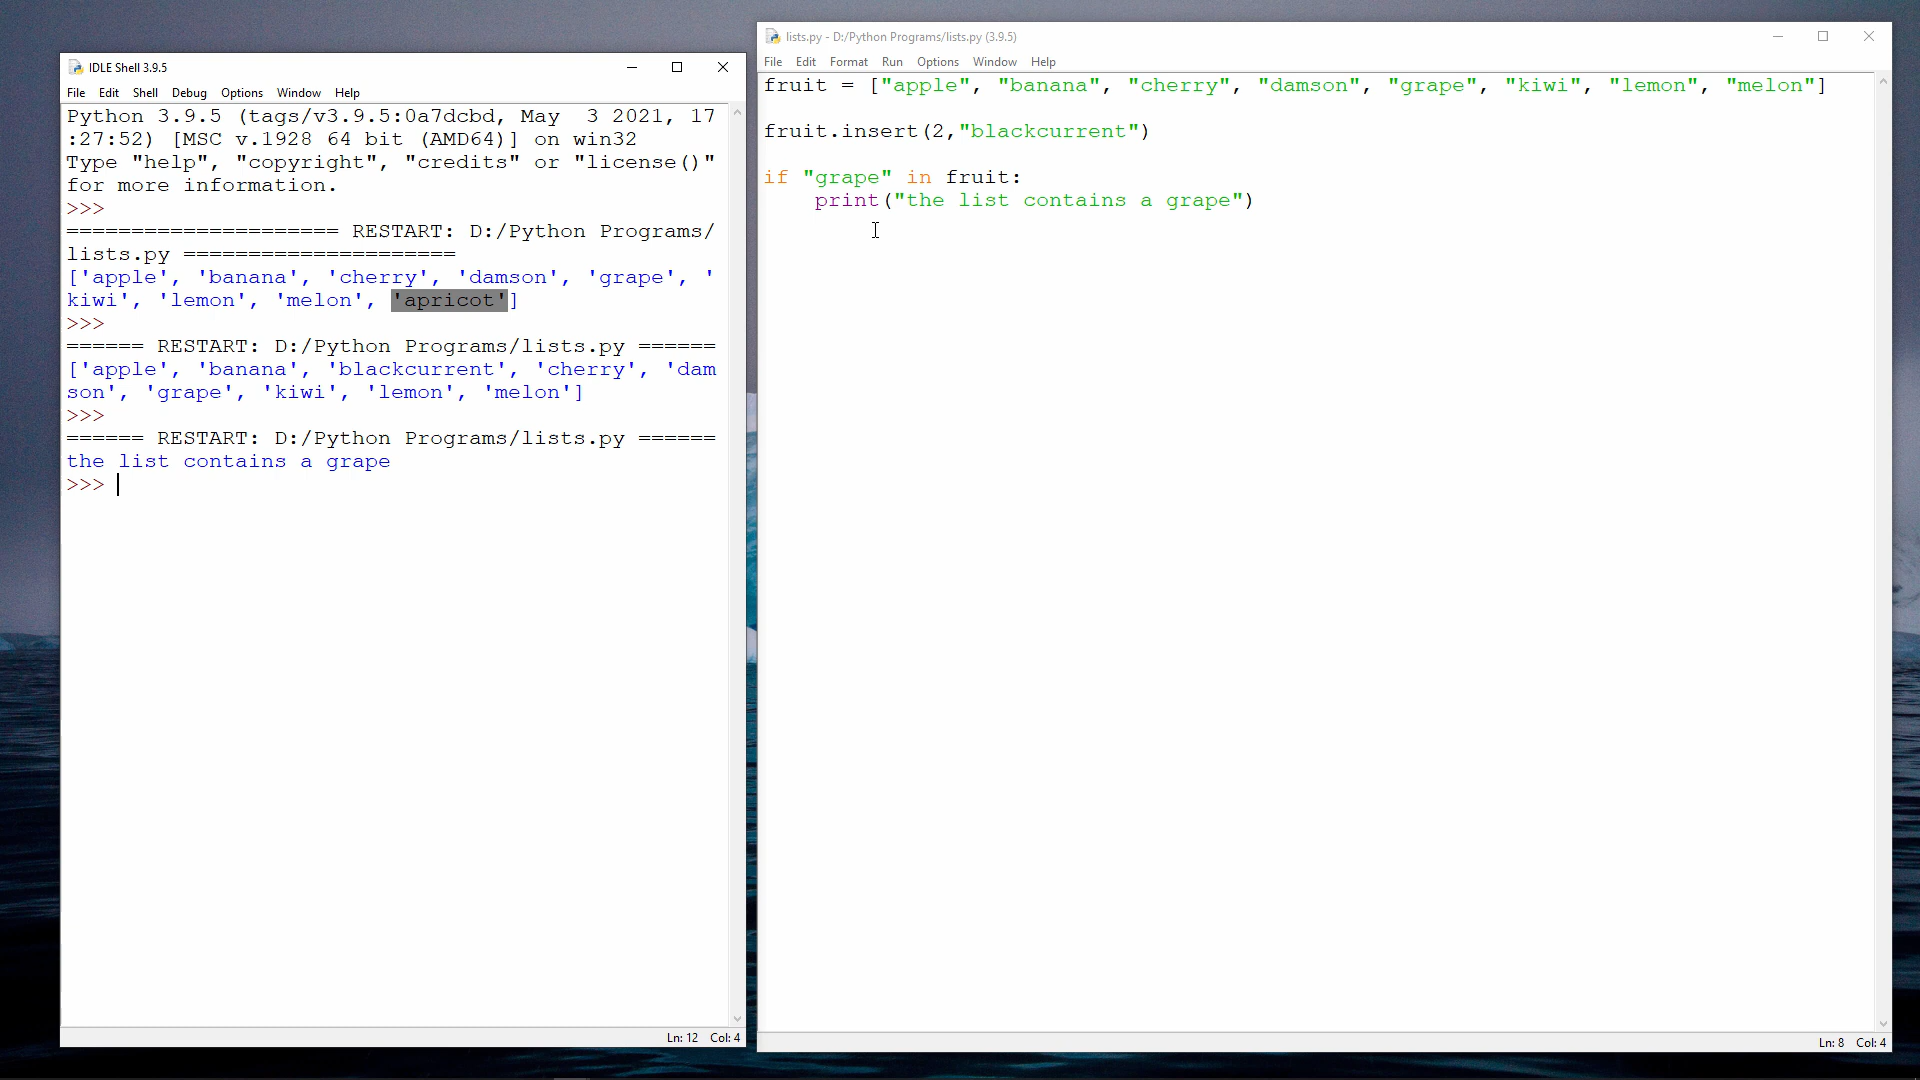 IDLE Shell 3.9.5
File Edit Shell Debug Options Window Help
Python 3.9.5 (tags/v3.9.5:0a7dcbd, May  3 2021, 17
:27:52) [MSC v.1928 64 bit (AMD64)] on win32
Type "help", "copyright", "credits" or "license()"
for more information.
>>>
===================== RESTART: D:/Python Programs/
lists.py =====================
['apple', 'banana', 'cherry', 'damson', 'grape', '
kiwi', 'lemon', 'melon', 'apricot']
>>>
====== RESTART: D:/Python Programs/lists.py ======
['apple', 'banana', 'blackcurrent', 'cherry', 'dam
son', 'grape', 'kiwi', 'lemon', 'melon']
>>>
====== RESTART: D:/Python Programs/lists.py ======
the list contains a grape
>>>
Ln: 12 Col: 4
lists.py - D:/Python Programs/lists.py (3.9.5)
File Edit Format Run Options Window Help
fruit = ["apple", "banana", "cherry", "damson", "grape", "kiwi", "lemon", "melon"]
fruit.insert(2,"blackcurrent")
if "grape" in fruit:
    print("the list contains a grape")
Ln: 8 Col: 4